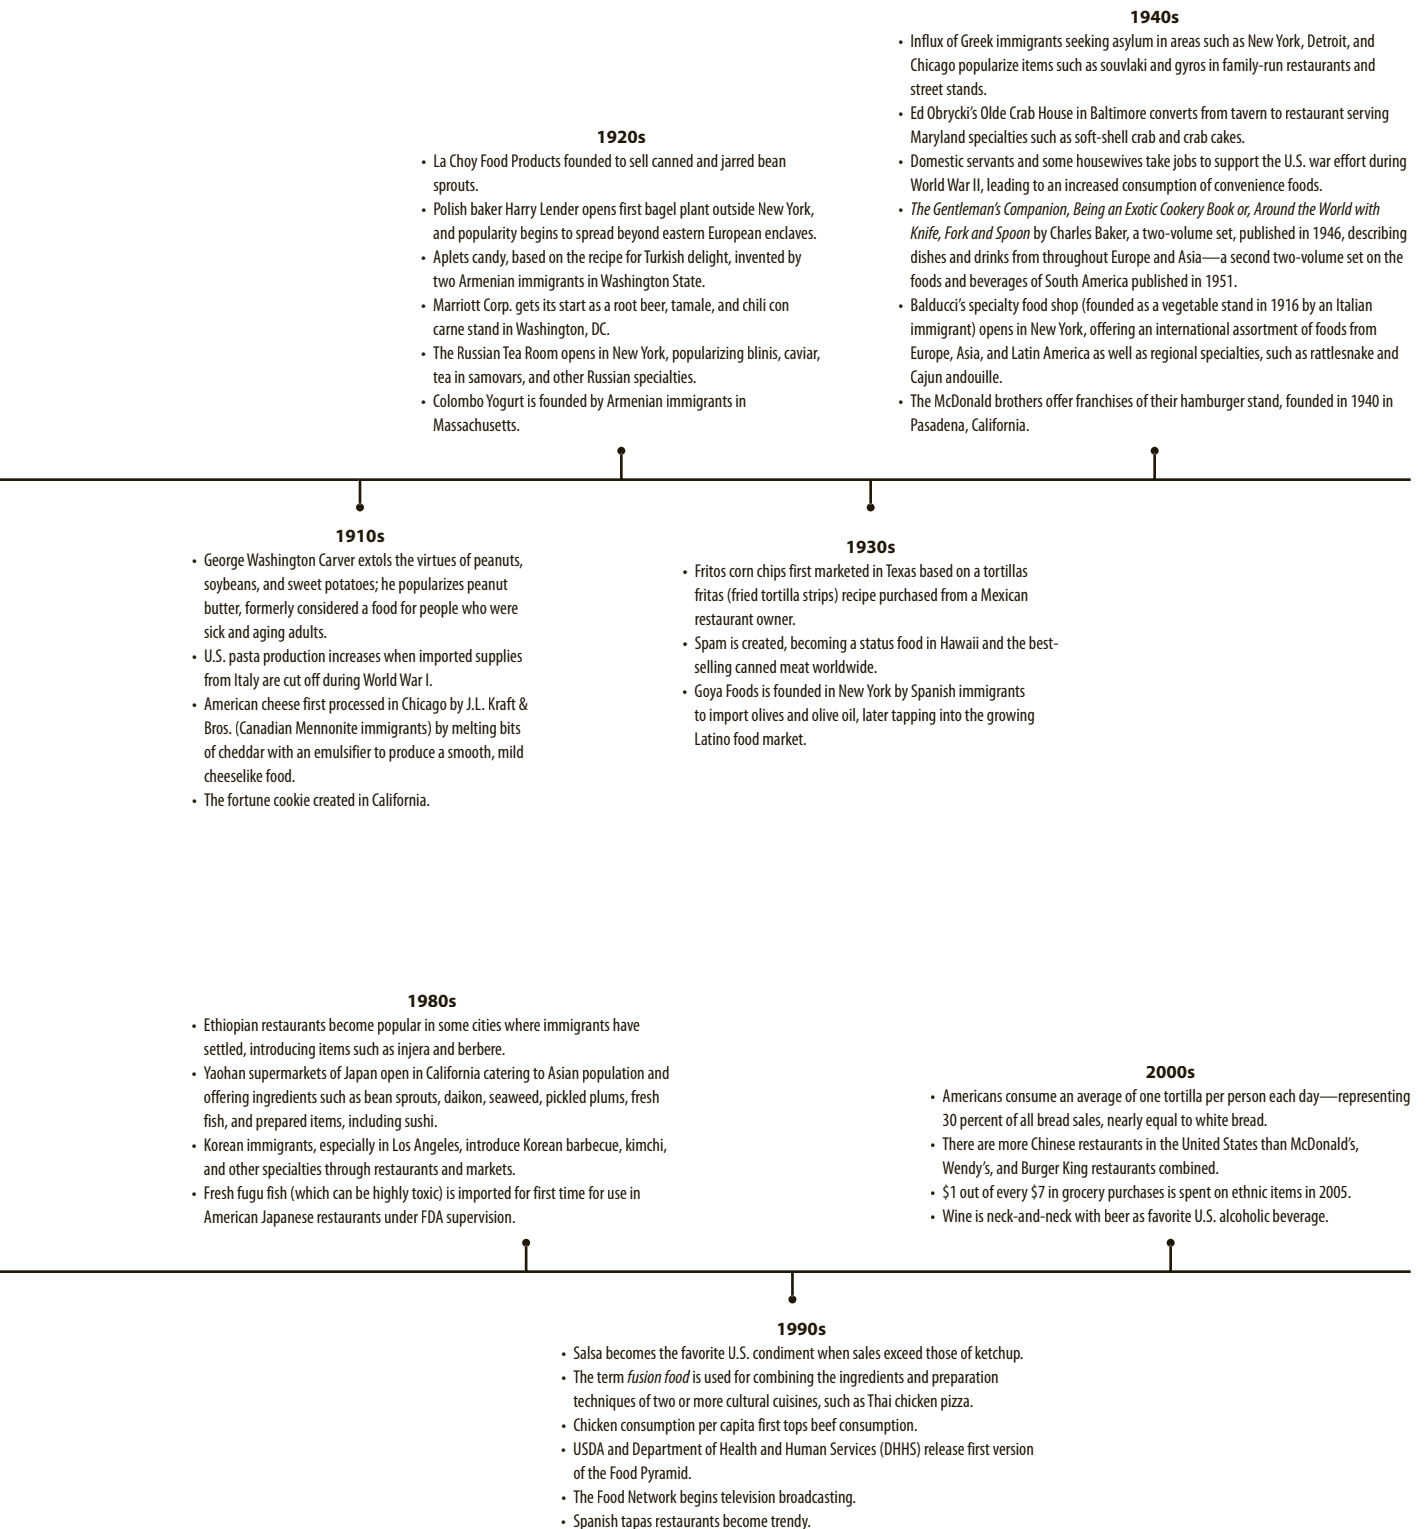 1910s
• George Washington Carver extols the virtues of peanuts,
soybeans, and sweet potatoes; he popularizes peanut
butter, formerly considered a food for people who were
sick and aging adults.
• U.S. pasta production increases when imported supplies
from Italy are cut off during World War I.
• American cheese first processed in Chicago by J.L. Kraft &
Bros. (Canadian Mennonite immigrants) by melting bits
of cheddar with an emulsifier to produce a smooth, mild
cheeselike food.
• The fortune cookie created in California.
1920s
• La Choy Food Products founded to sell canned and jarred bean
sprouts.
• Polish baker Harry Lender opens first bagel plant outside New York,
and popularity begins to spread beyond eastern European enclaves.
• Aplets candy, based on the recipe for Turkish delight, invented by
two Armenian immigrants in Washington State.
• Marriott Corp. gets its start as a root beer, tamale, and chili con
carne stand in Washington, DC.
• The Russian Tea Room opens in New York, popularizing blinis, caviar,
tea in samovars, and other Russian specialties.
• Colombo Yogurt is founded by Armenian immigrants in
Massachusetts.
1930s
• Fritos corn chips first marketed in Texas based on a tortillas
fritas (fried tortilla strips) recipe purchased from a Mexican
restaurant owner.
• Spam is created, becoming a status food in Hawaii and the best-
selling canned meat worldwide.
• Goya Foods is founded in New York by Spanish immigrants
to import olives and olive oil, later tapping into the growing
Latino food market.
1940s
• Influx of Greek immigrants seeking asylum in areas such as New York, Detroit, and
Chicago popularize items such as souvlaki and gyros in family-run restaurants and
street stands.
• Ed Obrycki's Olde Crab House in Baltimore converts from tavern to restaurant serving
Maryland specialties such as soft-shell crab and crab cakes.
• Domestic servants and some housewives take jobs to support the U.S. war effort during
World War II, leading to an increased consumption of convenience foods.
• The Gentleman's Companion, Being an Exotic Cookery Book or, Around the World with
Knife, Fork and Spoon by Charles Baker, a two-volume set, published in 1946, describing
dishes and drinks from throughout Europe and Asia—a second two-volume set on the
foods and beverages of South America published in 1951.
• Balducci's specialty food shop (founded as a vegetable stand in 1916 by an Italian
immigrant) opens in New York, offering an international assortment of foods from
Europe, Asia, and Latin America as well as regional specialties, such as rattlesnake and
Cajun andouille.
• The McDonald brothers offer franchises of their hamburger stand, founded in 1940 in
Pasadena, California.
1980s
• Ethiopian restaurants become popular in some cities where immigrants have
settled, introducing items such as injera and berbere.
• Yaohan supermarkets of Japan open in California catering to Asian population and
offering ingredients such as bean sprouts, daikon, seaweed, pickled plums, fresh
fish, and prepared items, including sushi.
• Korean immigrants, especially in Los Angeles, introduce Korean barbecue, kimchi,
and other specialties through restaurants and markets.
• Fresh fugu fish (which can be highly toxic) is imported for first time for use in
American Japanese restaurants under FDA supervision.
1990s
• Salsa becomes the favorite U.S. condiment when sales exceed those of ketchup.
• The term fusion food is used for combining the ingredients and preparation
techniques of two or more cultural cuisines, such as Thai chicken pizza.
• Chicken consumption per capita first tops beef consumption.
• USDA and Department of Health and Human Services (DHHS) release first version
of the Food Pyramid.
• The Food Network begins television broadcasting.
• Spanish tapas restaurants become trendy.
2000s
• Americans consume an average of one tortilla per person each day—representing
30 percent of all bread sales, nearly equal to white bread.
• There are more Chinese restaurants in the United States than McDonald's,
Wendy's, and Burger King restaurants combined.
• $1 out of every $7 in grocery purchases is spent on ethnic items in 2005.
• Wine is neck-and-neck with beer as favorite U.S. alcoholic beverage.